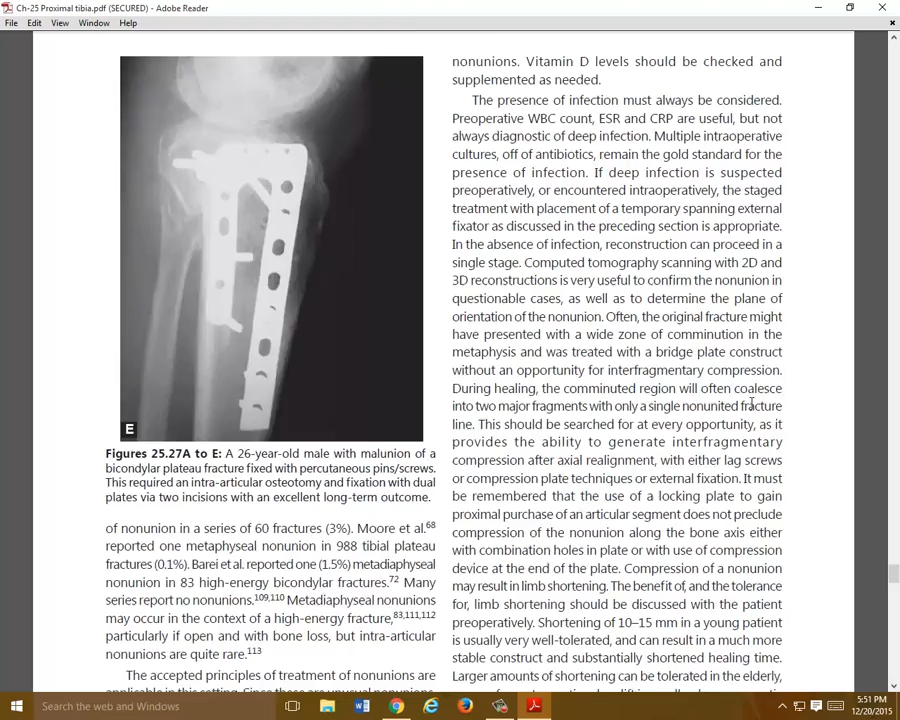 Ch-25 Proximal tibia.pdf (SECURED) - Adobe Reader
File Edit View Window Help
E
Figures 25.27A to E: A 26-year-old male with malunion of a
bicondylar plateau fracture fixed with percutaneous pins/screws.
This required an intra-articular osteotomy and fixation with dual
plates via two incisions with an excellent long-term outcome.
of nonunion in a series of 60 fractures (3%). Moore et al.68
reported one metaphyseal nonunion in 988 tibial plateau
fractures (0.1%). Barei et al. reported one (1.5%) metadiaphyseal
nonunion in 83 high-energy bicondylar fractures.72 Many
series report no nonunions.109,110 Metadiaphyseal nonunions
may occur in the context of a high-energy fracture,83,111,112
particularly if open and with bone loss, but intra-articular
nonunions are quite rare.113
The accepted principles of treatment of nonunions are
applicable in this setting. Since these are unusual nonunions,
nonunions. Vitamin D levels should be checked and
supplemented as needed.
The presence of infection must always be considered.
Preoperative WBC count, ESR and CRP are useful, but not
always diagnostic of deep infection. Multiple intraoperative
cultures, off of antibiotics, remain the gold standard for the
presence of infection. If deep infection is suspected
preoperatively, or encountered intraoperatively, the staged
treatment with placement of a temporary spanning external
fixator as discussed in the preceding section is appropriate.
In the absence of infection, reconstruction can proceed in a
single stage. Computed tomography scanning with 2D and
3D reconstructions is very useful to confirm the nonunion in
questionable cases, as well as to determine the plane of
orientation of the nonunion. Often, the original fracture might
have presented with a wide zone of comminution in the
metaphysis and was treated with a bridge plate construct
without an opportunity for interfragmentary compression.
During healing, the comminuted region will often coalesce
into two major fragments with only a single nonunited fracture
line. This should be searched for at every opportunity, as it
provides the ability to generate interfragmentary
compression after axial realignment, with either lag screws
or compression plate techniques or external fixation. It must
be remembered that the use of a locking plate to gain
proximal purchase of an articular segment does not preclude
compression of the nonunion along the bone axis either
with combination holes in plate or with use of compression
device at the end of the plate. Compression of a nonunion
may result in limb shortening. The benefit of, and the tolerance
for, limb shortening should be discussed with the patient
preoperatively. Shortening of 10–15 mm in a young patient
is usually very well-tolerated, and can result in a much more
stable construct and substantially shortened healing time.
Larger amounts of shortening can be tolerated in the elderly,
Search the web and Windows
5:51 PM
12/20/2015